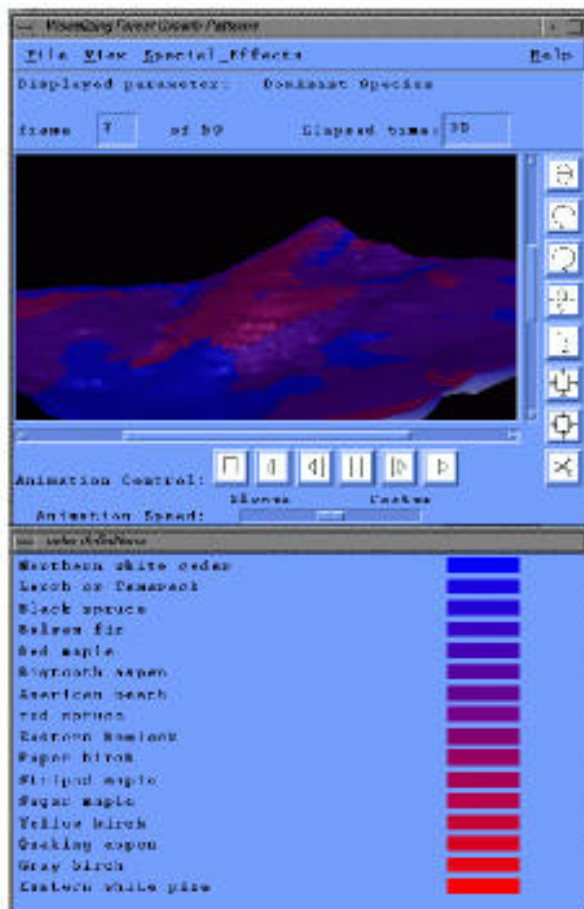 Visualizing Forest Growth Patterns
File View Special_Effects Help
Displayed parameter: Dominant Species
frame of 50 Elapsed time: 30
Animation Control:
Slower Faster
Animation Speed:
color definitions
Northern white cedar
Larch or Tamarack
Black spruce
Balsam fir
Red maple
Bigtooth aspen
American beech
red spruce
Eastern hemlock
Paper birch
Striped maple
Sugar maple
Yellow birch
Quaking aspen
Gray birch
Eastern white pine